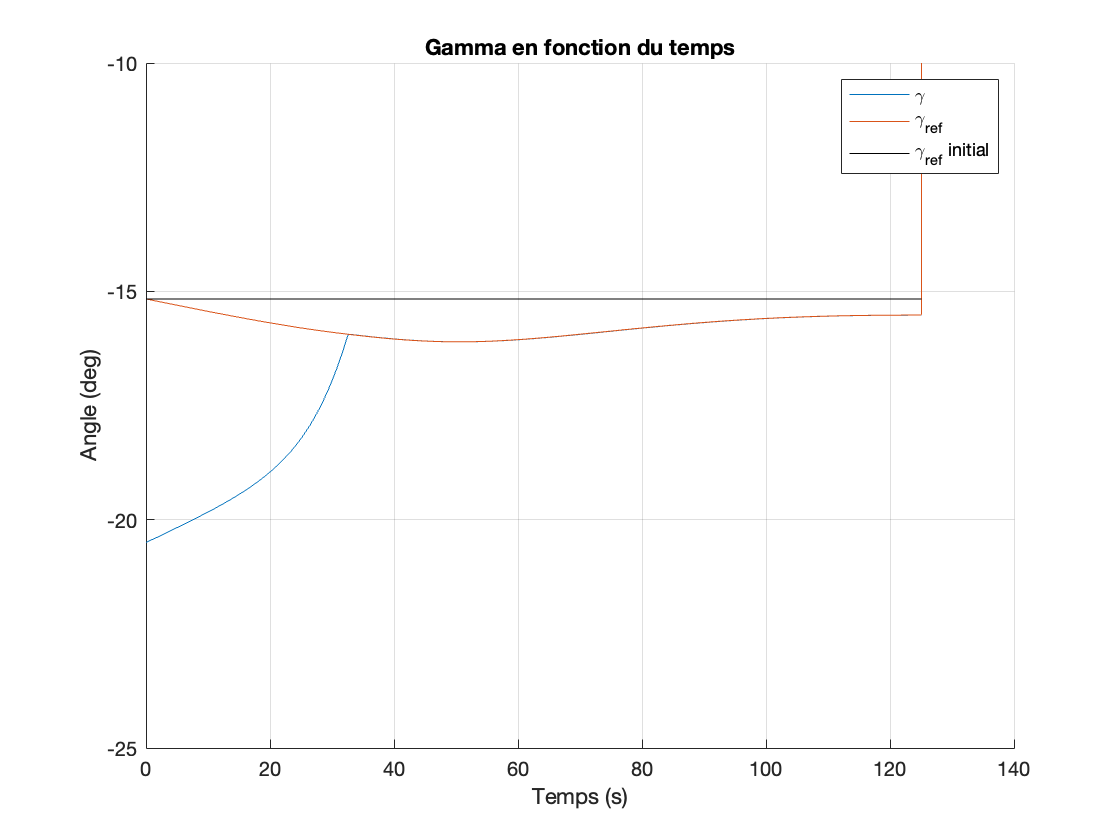 Gamma en fonction du temps
γ
γref
γref initial
-10
-15
-20
-25
Angle (deg)
0 20 40 60 80 100 120 140
Temps (s)